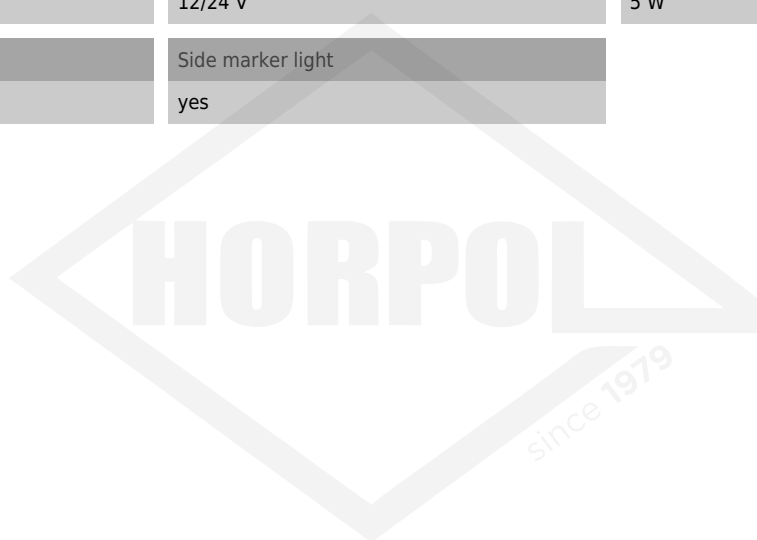 12/24 V
5 W
Side marker light
yes
HORPOL
since 1979